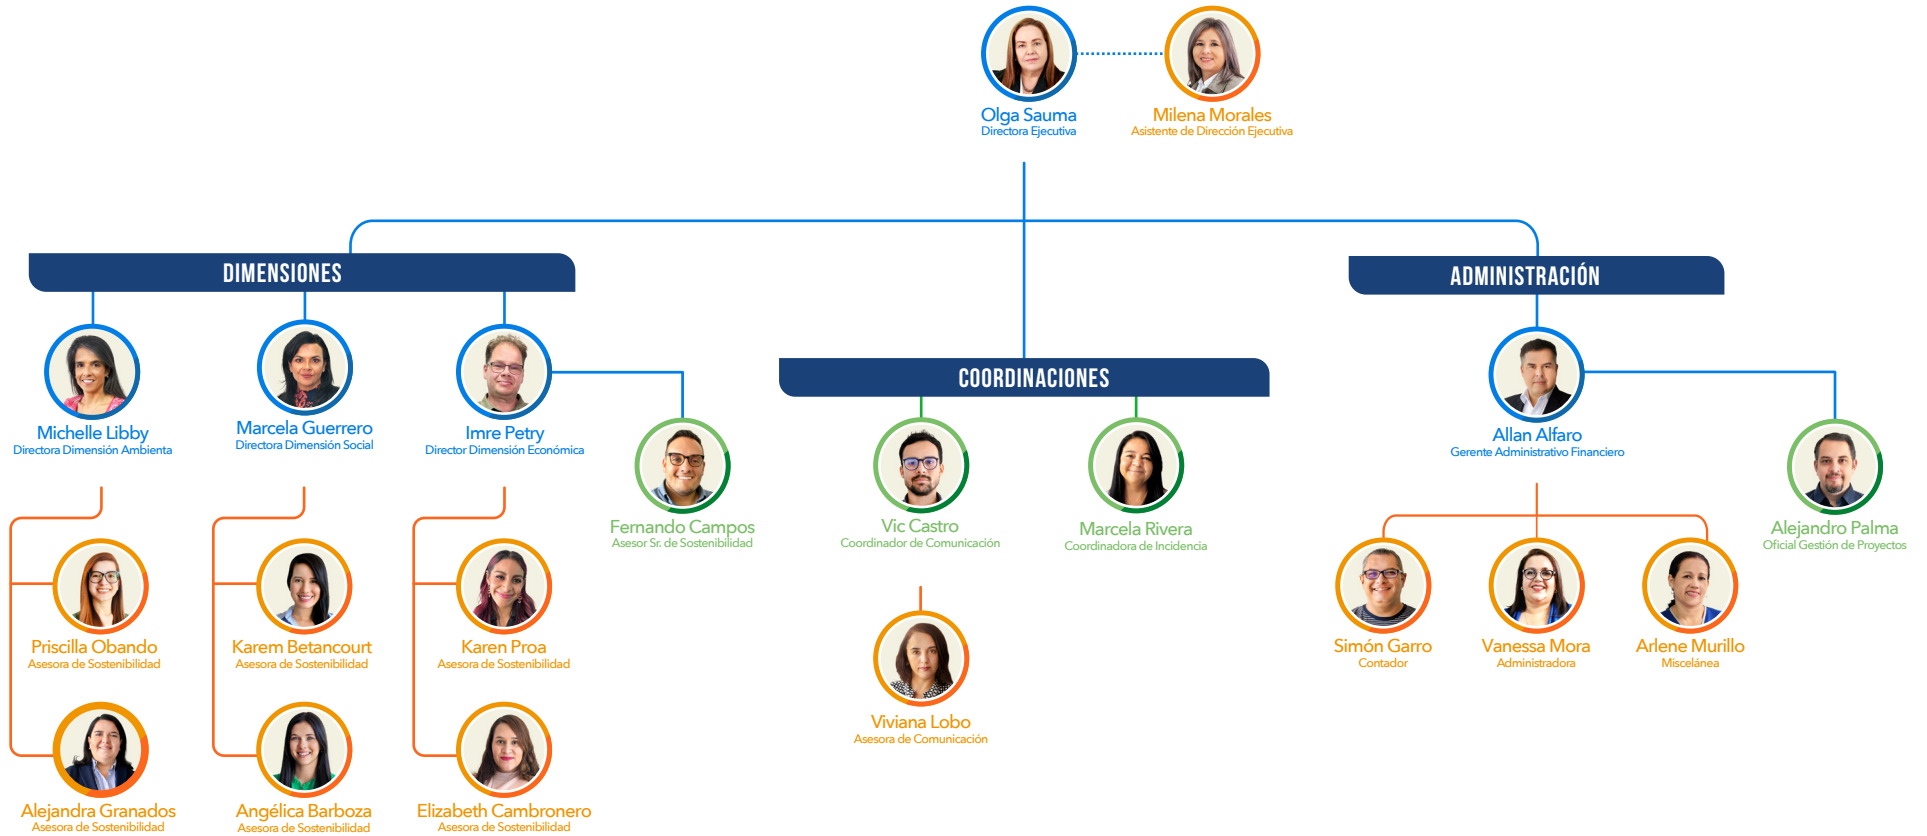 Olga Sauma
Directora Ejecutiva
Milena Morales
Asistente de Dirección Ejecutiva
DIMENSIONES
ADMINISTRACIÓN
COORDINACIONES
Michelle Libby
Directora Dimensión Ambienta
Marcela Guerrero
Directora Dimensión Social
Imre Petry
Director Dimensión Económica
Allan Alfaro
Gerente Administrativo Financiero
Fernando Campos
Asesor Sr. de Sostenibilidad
Vic Castro
Coordinador de Comunicación
Marcela Rivera
Coordinadora de Incidencia
Alejandro Palma
Oficial Gestión de Proyectos
Priscilla Obando
Asesora de Sostenibilidad
Karem Betancourt
Asesora de Sostenibilidad
Karen Proa
Asesora de Sostenibilidad
Simón Garro
Contador
Vanessa Mora
Administradora
Arlene Murillo
Miscelánea
Viviana Lobo
Asesora de Comunicación
Alejandra Granados
Asesora de Sostenibilidad
Angélica Barboza
Asesora de Sostenibilidad
Elizabeth Cambronero
Asesora de Sostenibilidad